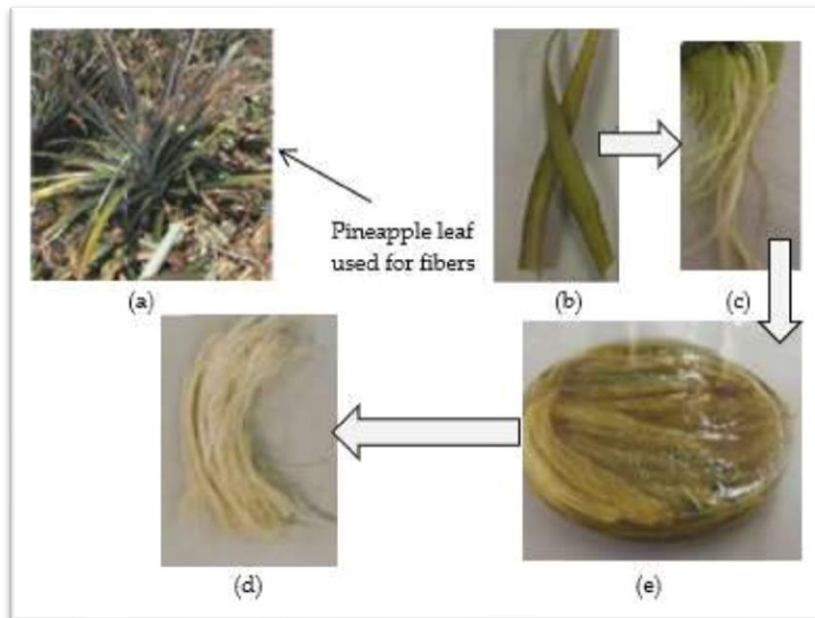 Pineapple leaf
used for fibers
(a)
(b)
(c)
(d)
(e)